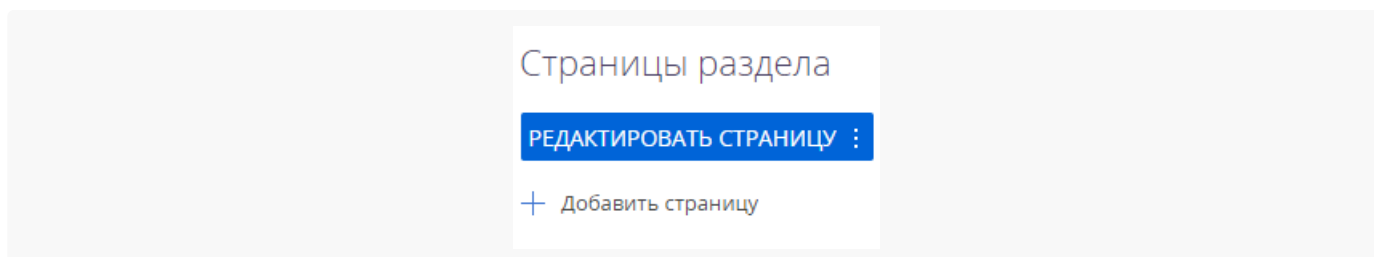 Страницы раздела
РЕДАКТИРОВАТЬ СТРАНИЦУ
Добавить страницу